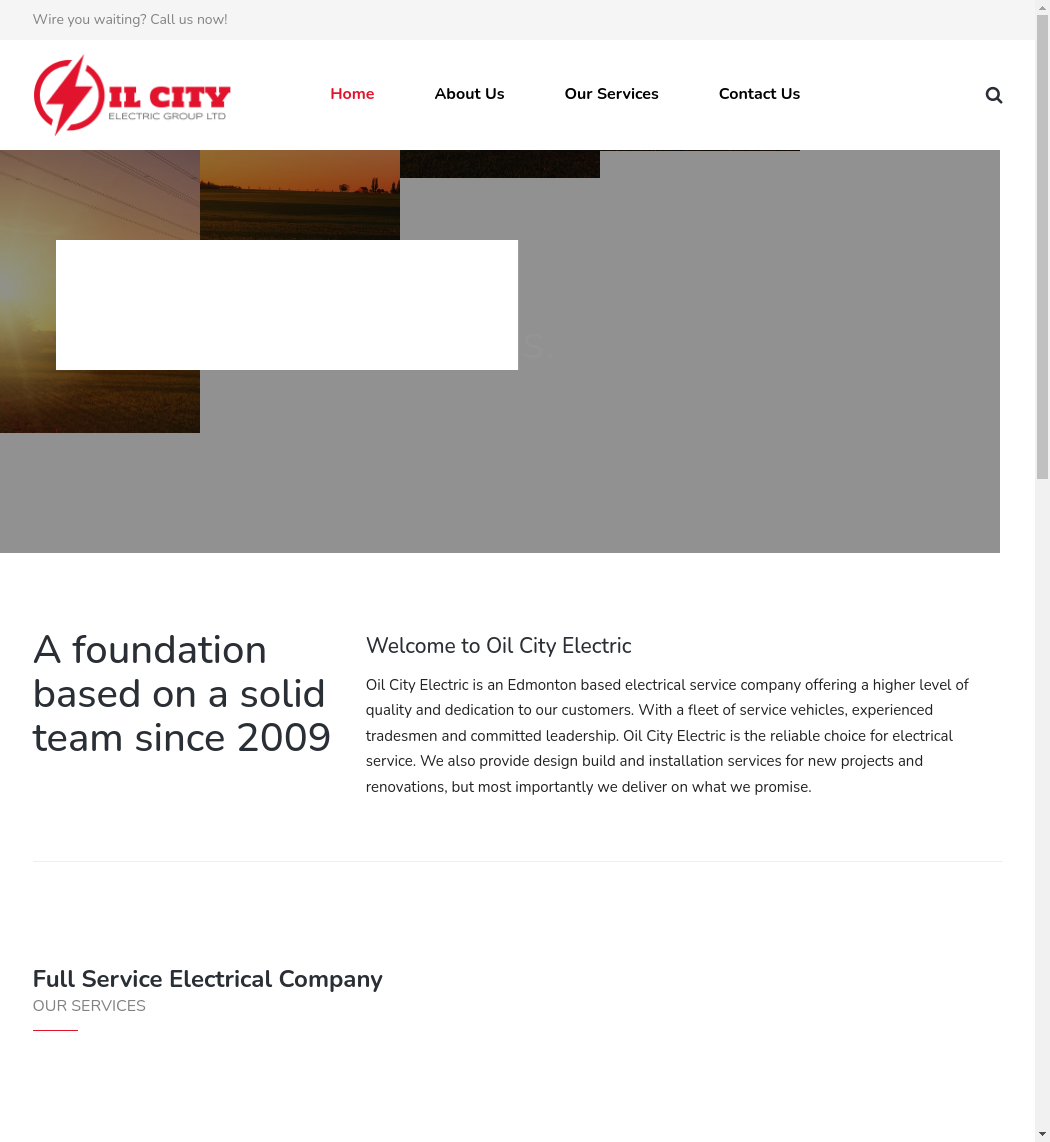 Wire you waiting? Call us now!
IL CITY
ELECTRIC GROUP LTD
Home
About Us
Our Services
Contact Us
s.
A foundation
based on a solid
team since 2009
Welcome to Oil City Electric
Oil City Electric is an Edmonton based electrical service company offering a higher level of
quality and dedication to our customers. With a fleet of service vehicles, experienced
tradesmen and committed leadership. Oil City Electric is the reliable choice for electrical
service. We also provide design build and installation services for new projects and
renovations, but most importantly we deliver on what we promise.
Full Service Electrical Company
OUR SERVICES